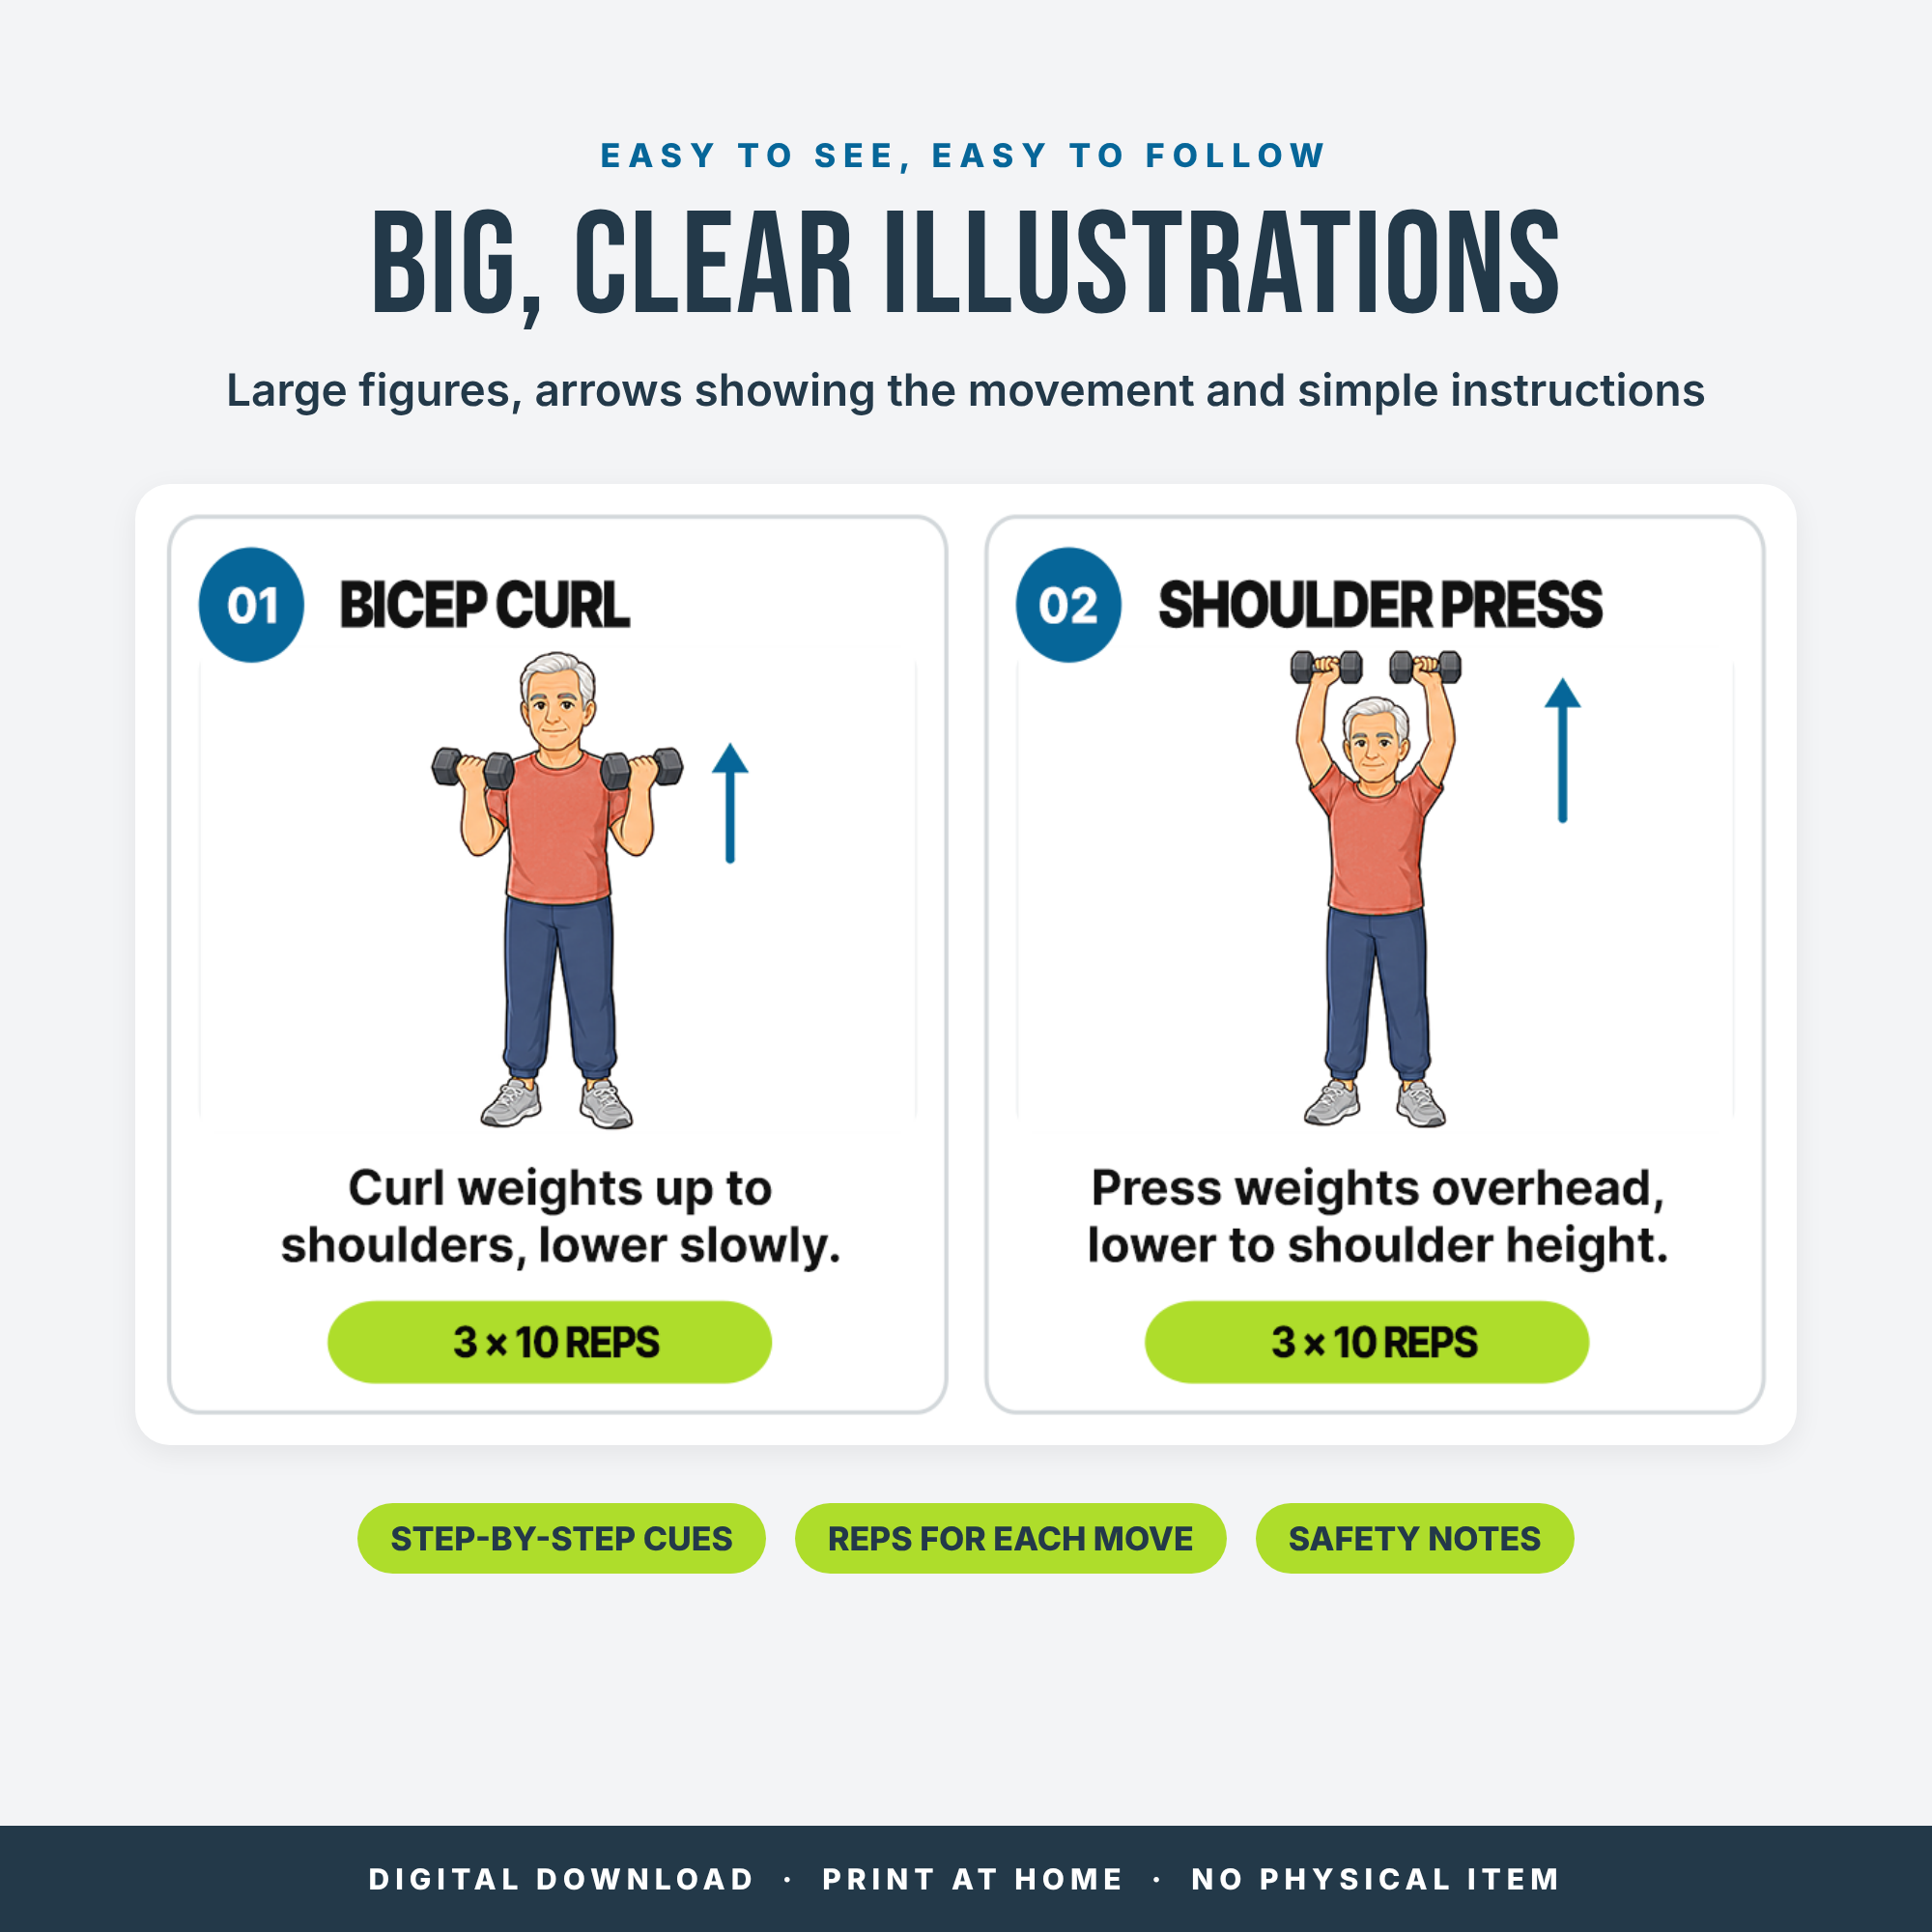 EASY TO SEE, EASY TO FOLLOW
BIG, CLEAR ILLUSTRATIONS
Large figures, arrows showing the movement and simple instructions
01 BICEP CURL
Curl weights up to
shoulders, lower slowly.
3 × 10 REPS
02 SHOULDER PRESS
Press weights overhead,
lower to shoulder height.
3 × 10 REPS
STEP-BY-STEP CUES
REPS FOR EACH MOVE
SAFETY NOTES
DIGITAL DOWNLOAD · PRINT AT HOME · NO PHYSICAL ITEM